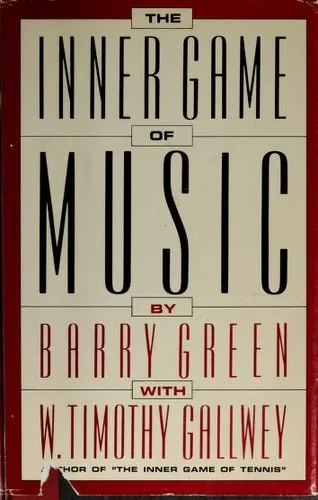 THE
INNER GAME
OF
MUSIC
BY
BARRY GREEN
WITH
W. TIMOTHY GALLWEY
AUTHOR OF "THE INNER GAME OF TENNIS"